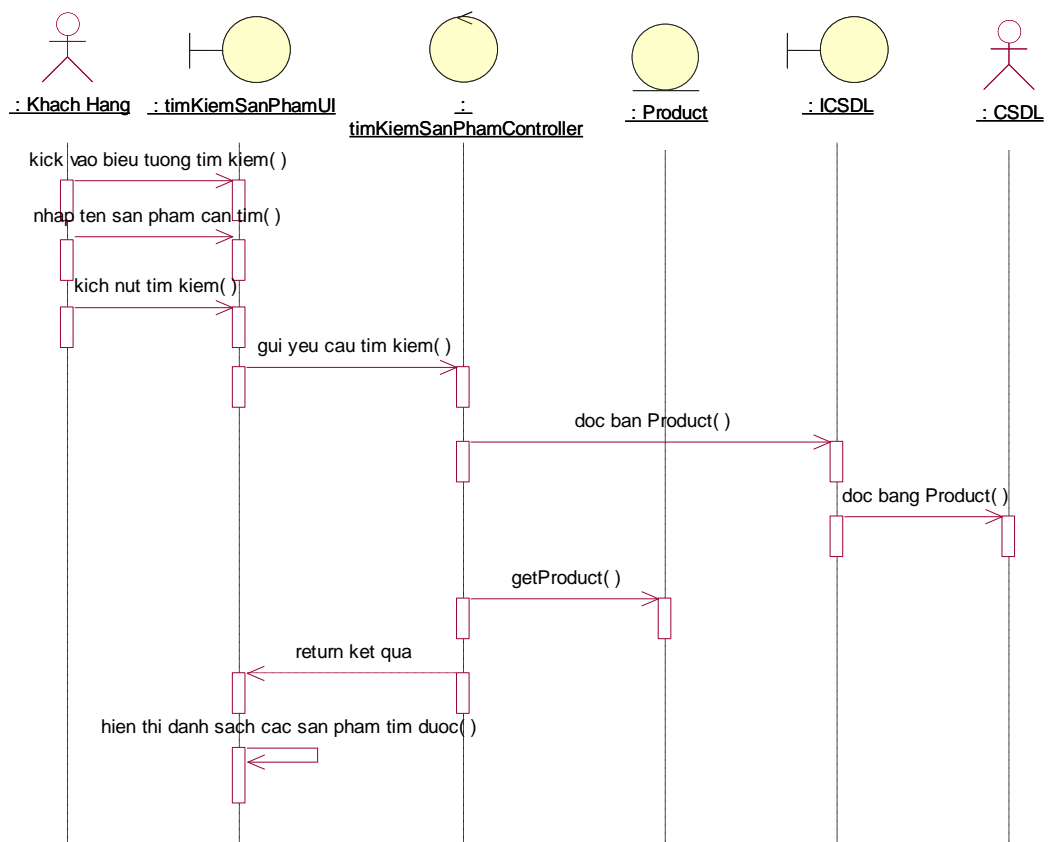 : Khach Hang
: timKiemSanPhamUI
:
timKiemSanPhamController
: Product
: ICSDL
: CSDL
kick vao bieu tuong tim kiem( )
nhap ten san pham can tim( )
kich nut tim kiem( )
gui yeu cau tim kiem( )
doc ban Product( )
doc bang Product( )
getProduct( )
return ket qua
hien thi danh sach cac san pham tim duoc( )